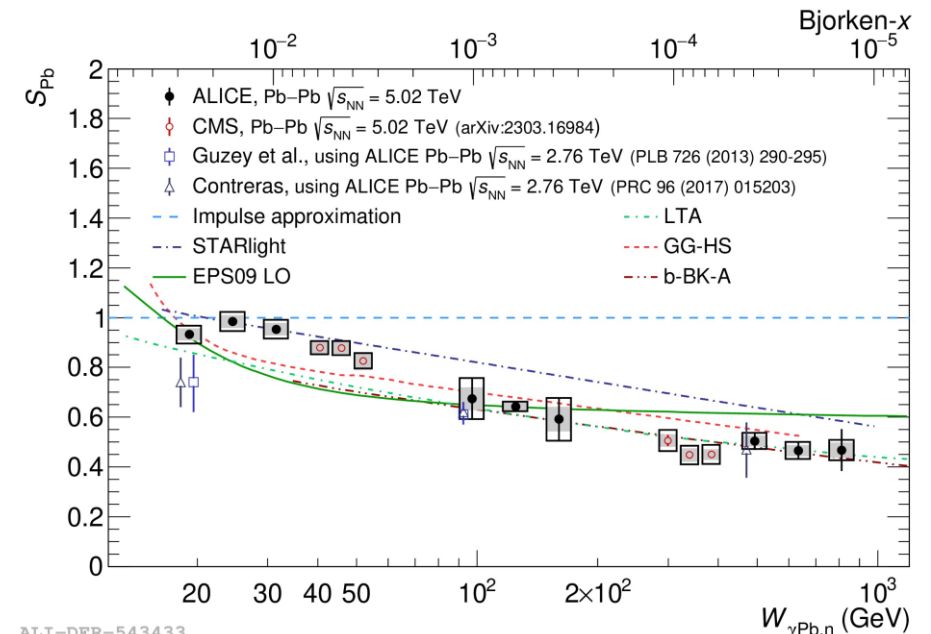 Bjorken-x
10⁻² 10⁻³ 10⁻⁴ 10⁻⁵
S_Pb
2
1.8
1.6
1.4
1.2
1
0.8
0.6
0.4
0.2
0
ALICE, Pb−Pb √s_NN = 5.02 TeV
CMS, Pb−Pb √s_NN = 5.02 TeV (arXiv:2303.16984)
Guzey et al., using ALICE Pb−Pb √s_NN = 2.76 TeV (PLB 726 (2013) 290-295)
Contreras, using ALICE Pb−Pb √s_NN = 2.76 TeV (PRC 96 (2017) 015203)
Impulse approximation
STARlight
EPS09 LO
LTA
GG-HS
b-BK-A
20 30 40 50 10² 2×10² 10³
W_γPb,n (GeV)
ALI−DER−543433